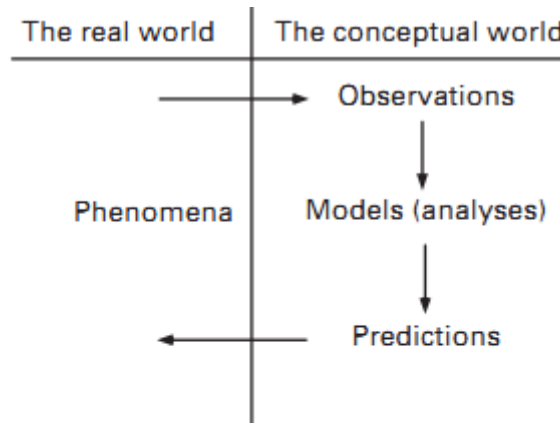 The real world
The conceptual world
Observations
Phenomena
Models (analyses)
Predictions